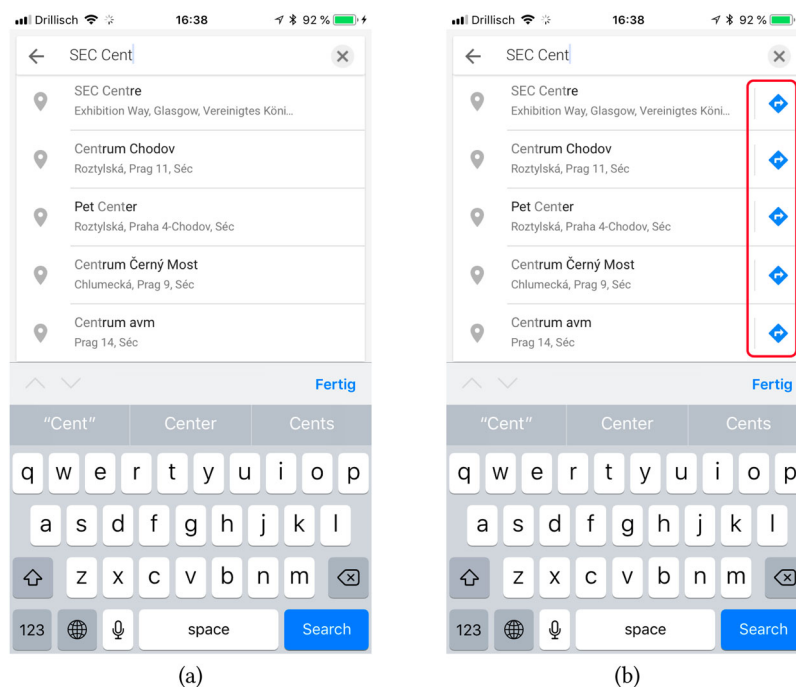 Drillisch 16:38 92 %
SEC Cent
SEC Centre
Exhibition Way, Glasgow, Vereinigtes Köni...
Centrum Chodov
Roztylská, Prag 11, Séc
Pet Center
Roztylská, Praha 4-Chodov, Séc
Centrum Černý Most
Chlumecká, Prag 9, Séc
Centrum avm
Prag 14, Séc
Fertig
"Cent" Center Cents
q w e r t y u i o p
a s d f g h j k l
z x c v b n m
123 space Search
(a)
Drillisch 16:38 92 %
SEC Cent
SEC Centre
Exhibition Way, Glasgow, Vereinigtes Köni...
Centrum Chodov
Roztylská, Prag 11, Séc
Pet Center
Roztylská, Praha 4-Chodov, Séc
Centrum Černý Most
Chlumecká, Prag 9, Séc
Centrum avm
Prag 14, Séc
Fertig
"Cent" Center Cents
q w e r t y u i o p
a s d f g h j k l
z x c v b n m
123 space Search
(b)